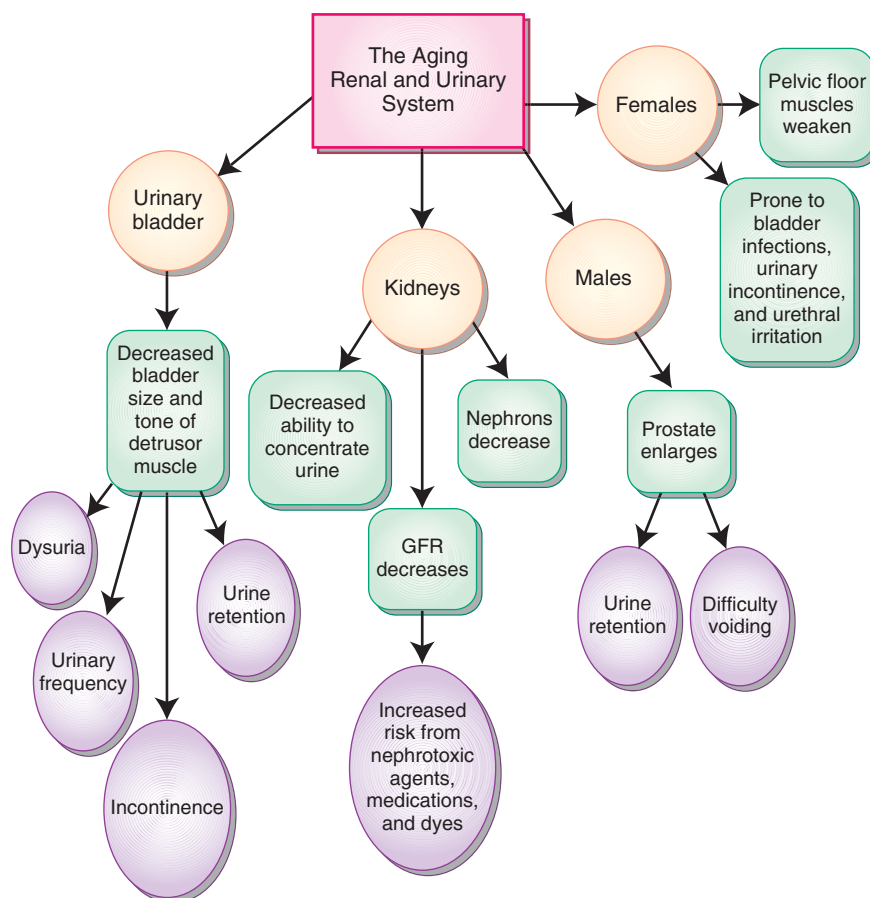 The Aging
Renal and Urinary
System
Females
Pelvic floor
muscles
weaken
Prone to
bladder
infections,
urinary
incontinence,
and urethral
irritation
Urinary
bladder
Kidneys
Males
Decreased
bladder
size and
tone of
detrusor
muscle
Decreased
ability to
concentrate
urine
Nephrons
decrease
Prostate
enlarges
Dysuria
Urinary
frequency
Incontinence
Urine
retention
GFR
decreases
Increased
risk from
nephrotoxic
agents,
medications,
and dyes
Urine
retention
Difficulty
voiding